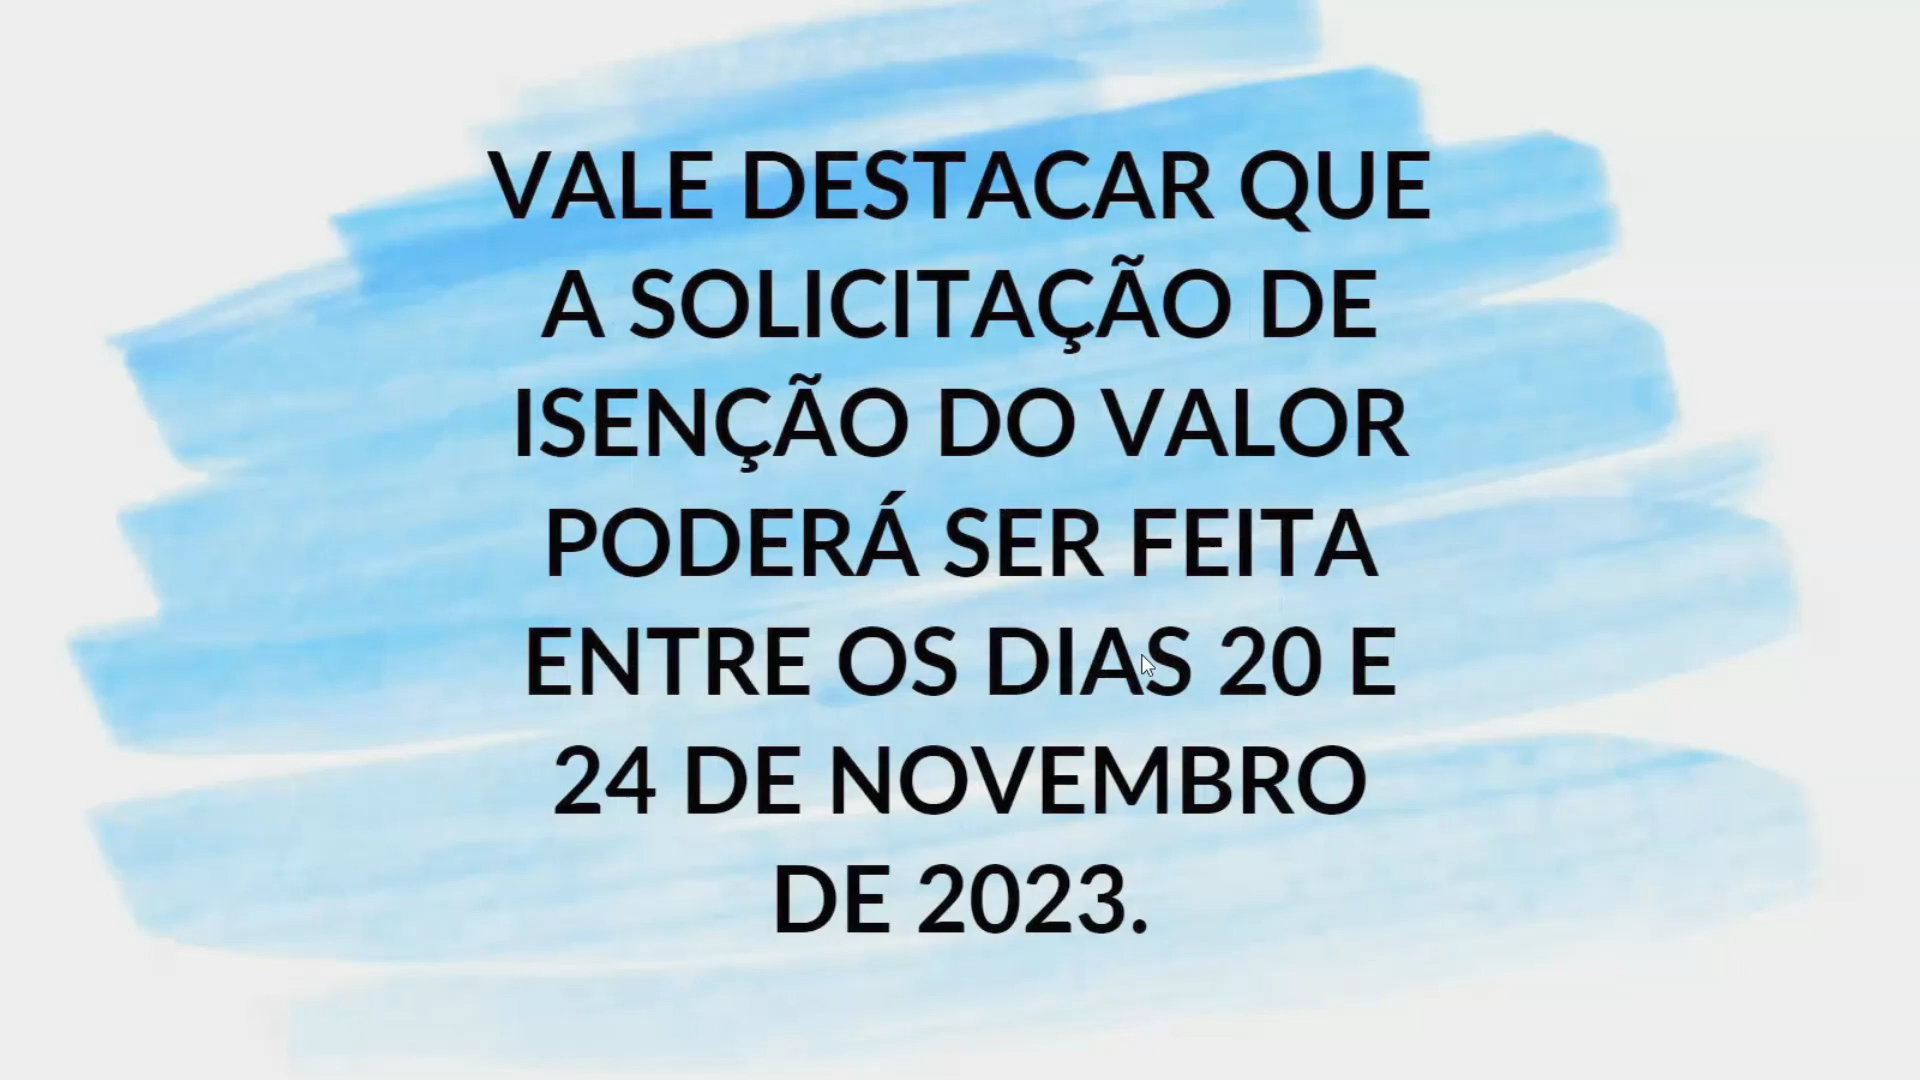 VALE DESTACAR QUE
A SOLICITAÇÃO DE
ISENÇÃO DO VALOR
PODERÁ SER FEITA
ENTRE OS DIAS 20 E
24 DE NOVEMBRO
DE 2023.